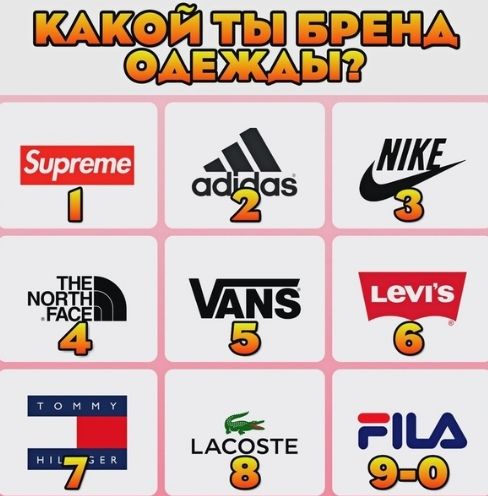 КАКОЙ ТЫ БРЕНД
ОДЕЖДЫ?
Supreme
1
adidas
2
NIKE
3
THE
NORTH
FACE
4
VANS
5
LEVI'S
6
TOMMY
HILFIGER
7
LACOSTE
8
FILA
9-0